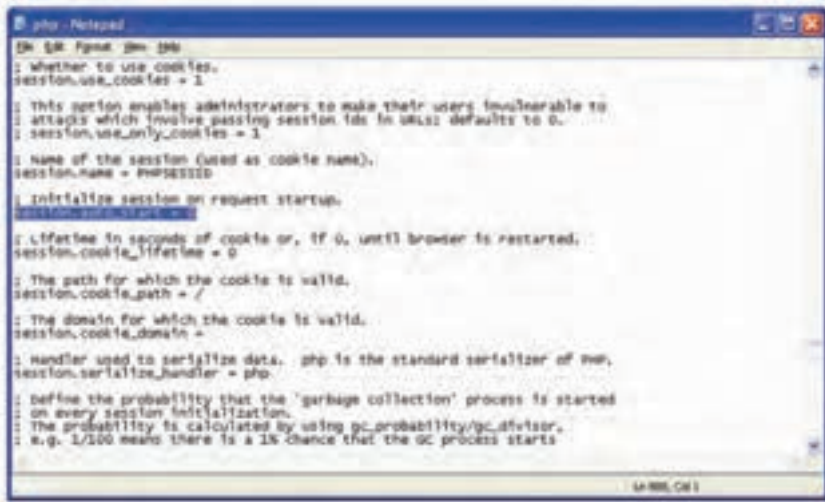 php - Notepad
File Edit Format View Help
; Whether to use cookies.
session.use_cookies = 1
; This option enables administrators to make their users invulnerable to
; attacks which involve passing session ids in URLs; defaults to 0.
; session.use_only_cookies = 1
; Name of the session (used as cookie name).
session.name = PHPSESSID
; Initialize session on request startup.
session.auto_start = 0
; Lifetime in seconds of cookie or, if 0, until browser is restarted.
session.cookie_lifetime = 0
; The path for which the cookie is valid.
session.cookie_path = /
; The domain for which the cookie is valid.
session.cookie_domain =
; Handler used to serialize data. php is the standard serializer of PHP.
session.serialize_handler = php
; Define the probability that the 'garbage collection' process is started
; on every session initialization.
; The probability is calculated by using gc_probability/gc_divisor,
; e.g. 1/100 means there is a 1% chance that the GC process starts
Col 1